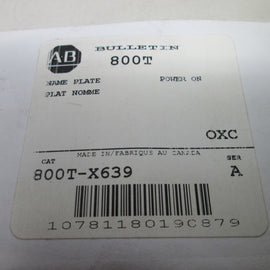 AB
BULLETIN
800T
NAME PLATE POWER ON
PLAT NOMME
OXC
MADE IN/FABRIQUE AU CANADA
CAT SER
800T-X639 A
1078118019C879